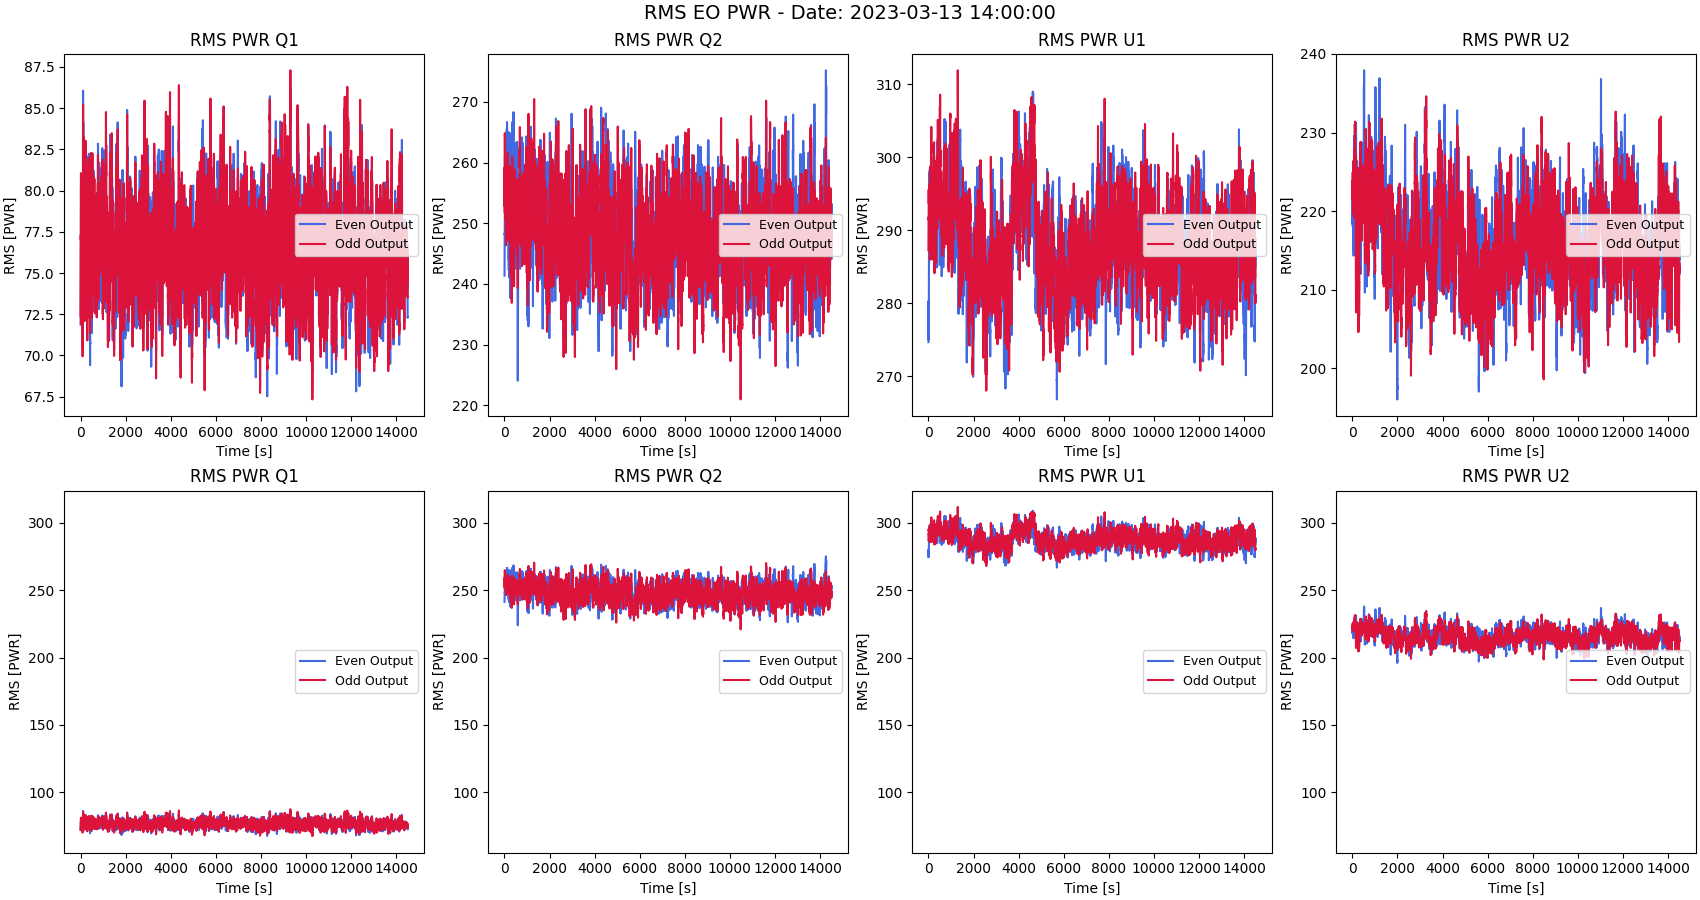 RMS EO PWR - Date: 2023-03-13 14:00:00
RMS PWR Q1
RMS [PWR]
87.5
85.0
82.5
80.0
77.5
75.0
72.5
70.0
67.5
0 2000 4000 6000 8000 10000 12000 14000
Time [s]
Even Output
Odd Output
RMS PWR Q2
RMS [PWR]
270
260
250
240
230
220
0 2000 4000 6000 8000 10000 12000 14000
Time [s]
Even Output
Odd Output
RMS PWR U1
RMS [PWR]
310
300
290
280
270
0 2000 4000 6000 8000 10000 12000 14000
Time [s]
Even Output
Odd Output
RMS PWR U2
RMS [PWR]
240
230
220
210
200
0 2000 4000 6000 8000 10000 12000 14000
Time [s]
Even Output
Odd Output
RMS PWR Q1
RMS [PWR]
300
250
200
150
100
0 2000 4000 6000 8000 10000 12000 14000
Time [s]
Even Output
Odd Output
RMS PWR Q2
RMS [PWR]
300
250
200
150
100
0 2000 4000 6000 8000 10000 12000 14000
Time [s]
Even Output
Odd Output
RMS PWR U1
RMS [PWR]
300
250
200
150
100
0 2000 4000 6000 8000 10000 12000 14000
Time [s]
Even Output
Odd Output
RMS PWR U2
RMS [PWR]
300
250
200
150
100
0 2000 4000 6000 8000 10000 12000 14000
Time [s]
Even Output
Odd Output